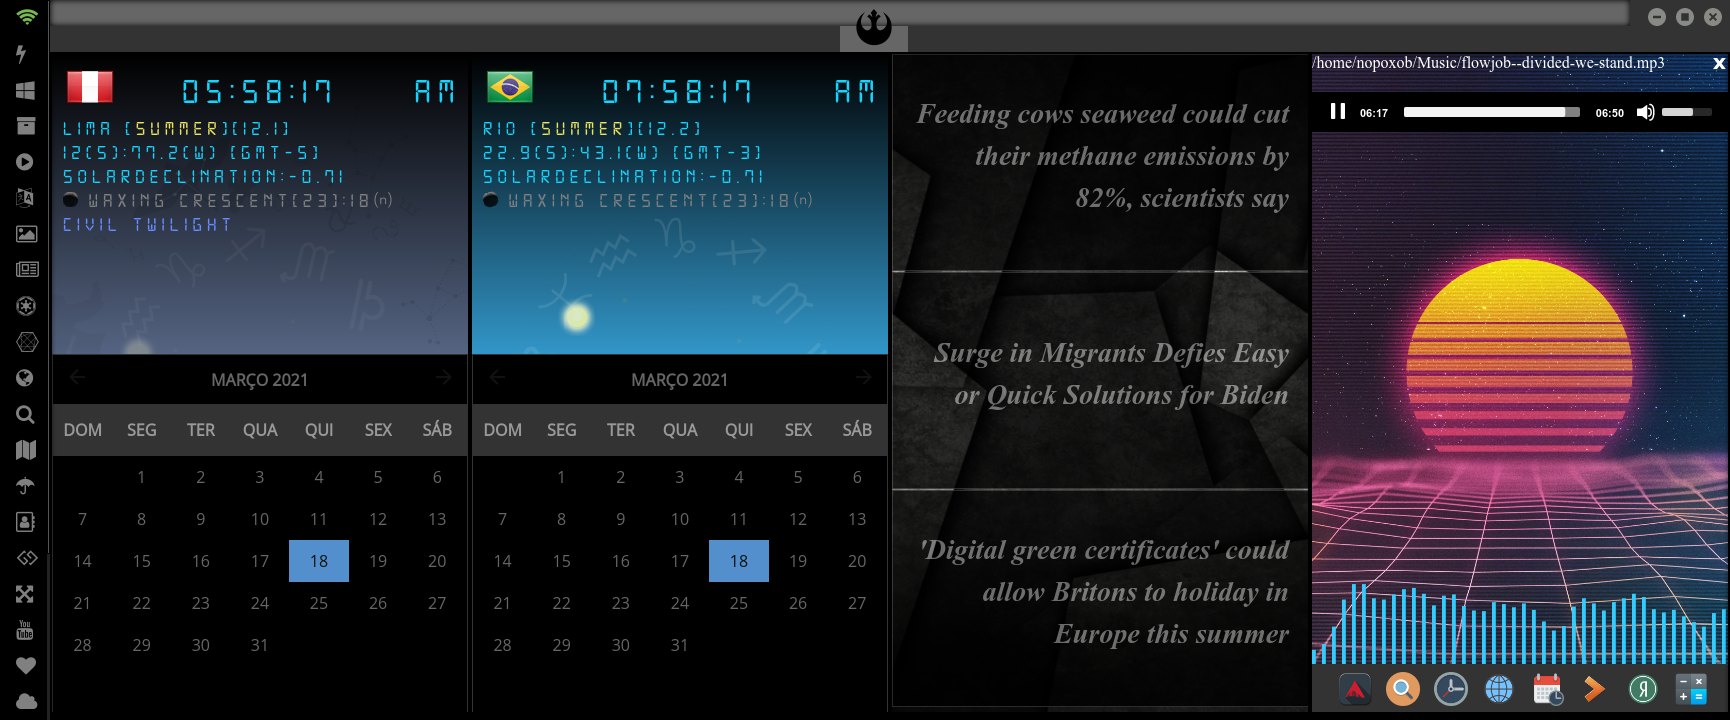 05:58:17 AM
LIMA [SUMMER][12.1]
12(S):77.2(W) [GMT-5]
SOLARDECLINATION:-0.71
WAXING CRESCENT[23]:18(n)
CIVIL TWILIGHT
MARÇO 2021
DOM SEG TER QUA QUI SEX SÁB
1 2 3 4 5 6
7 8 9 10 11 12 13
14 15 16 17 18 19 20
21 22 23 24 25 26 27
28 29 30 31
07:58:17 AM
RIO [SUMMER][12.2]
22.9(S):43.1(W) [GMT-3]
SOLARDECLINATION:-0.71
WAXING CRESCENT[23]:18(n)
MARÇO 2021
DOM SEG TER QUA QUI SEX SÁB
1 2 3 4 5 6
7 8 9 10 11 12 13
14 15 16 17 18 19 20
21 22 23 24 25 26 27
28 29 30 31
Feeding cows seaweed could cut
their methane emissions by
82%, scientists say
Surge in Migrants Defies Easy
or Quick Solutions for Biden
'Digital green certificates' could
allow Britons to holiday in
Europe this summer
/home/nopoxob/Music/flowjob--divided-we-stand.mp3 x
06:17 06:50
You
Tube
Я